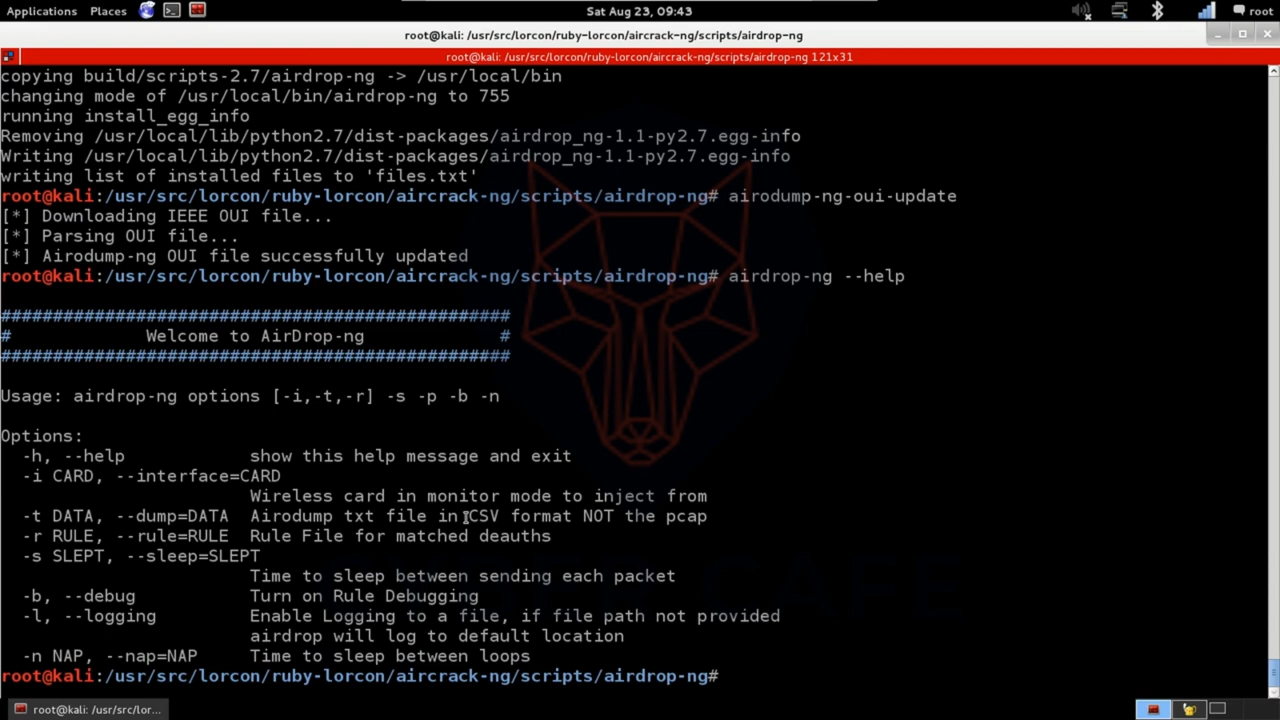 Applications Places Sat Aug 23, 09:43 root
root@kali: /usr/src/lorcon/ruby-lorcon/aircrack-ng/scripts/airdrop-ng
root@kali: /usr/src/lorcon/ruby-lorcon/aircrack-ng/scripts/airdrop-ng 121x31
copying build/scripts-2.7/airdrop-ng -> /usr/local/bin
changing mode of /usr/local/bin/airdrop-ng to 755
running install_egg_info
Removing /usr/local/lib/python2.7/dist-packages/airdrop_ng-1.1-py2.7.egg-info
Writing /usr/local/lib/python2.7/dist-packages/airdrop_ng-1.1-py2.7.egg-info
writing list of installed files to 'files.txt'
root@kali:/usr/src/lorcon/ruby-lorcon/aircrack-ng/scripts/airdrop-ng# airodump-ng-oui-update
[*] Downloading IEEE OUI file...
[*] Parsing OUI file...
[*] Airodump-ng OUI file successfully updated
root@kali:/usr/src/lorcon/ruby-lorcon/aircrack-ng/scripts/airdrop-ng# airdrop-ng --help
#################################################
# Welcome to AirDrop-ng #
#################################################
Usage: airdrop-ng options [-i,-t,-r] -s -p -b -n
Options:
-h, --help show this help message and exit
-i CARD, --interface=CARD
Wireless card in monitor mode to inject from
-t DATA, --dump=DATA Airodump txt file in CSV format NOT the pcap
-r RULE, --rule=RULE Rule File for matched deauths
-s SLEPT, --sleep=SLEPT
Time to sleep between sending each packet
-b, --debug Turn on Rule Debugging
-l, --logging Enable Logging to a file, if file path not provided
airdrop will log to default location
-n NAP, --nap=NAP Time to sleep between loops
root@kali:/usr/src/lorcon/ruby-lorcon/aircrack-ng/scripts/airdrop-ng#
root@kali: /usr/src/lor...